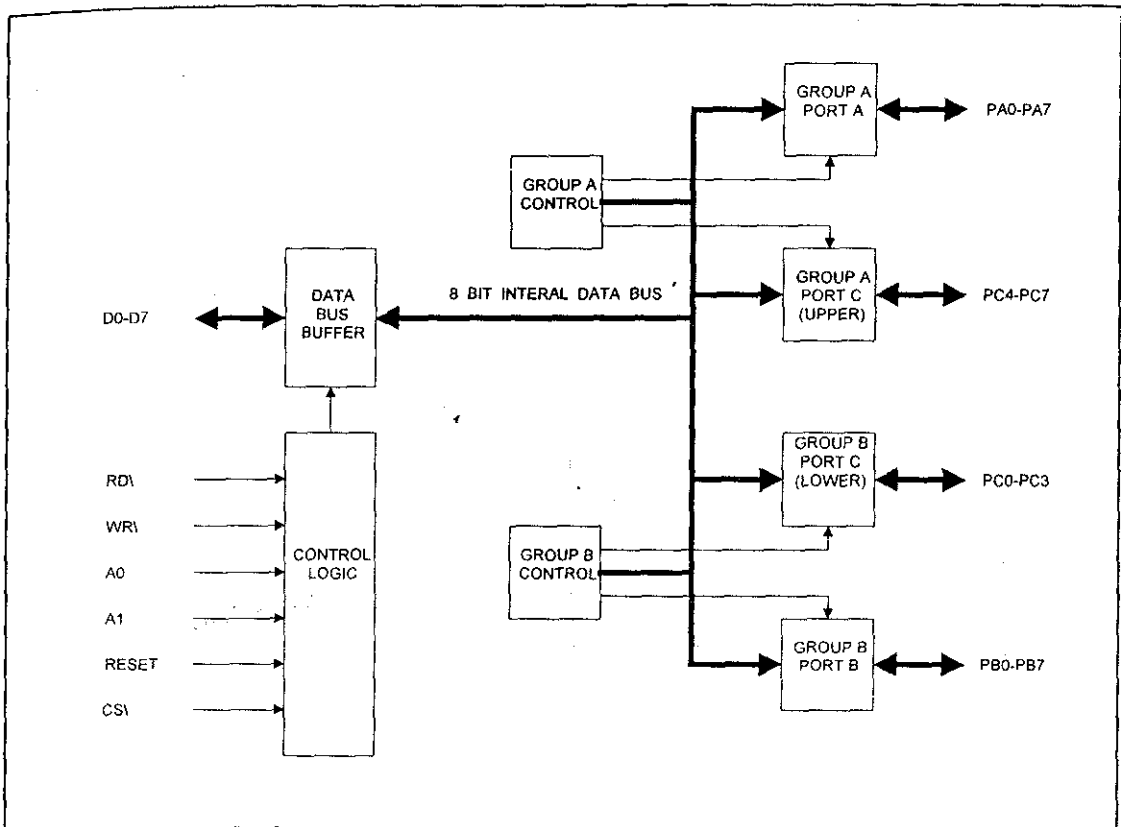 GROUP A
PORT A
PA0-PA7
GROUP A
CONTROL
GROUP A
PORT C
(UPPER)
PC4-PC7
DATA
BUS
BUFFER
8 BIT INTERAL DATA BUS
D0-D7
GROUP B
PORT C
(LOWER)
PC0-PC3
RD\
WR\
A0
A1
RESET
CS\
CONTROL
LOGIC
GROUP B
CONTROL
GROUP B
PORT B
PB0-PB7